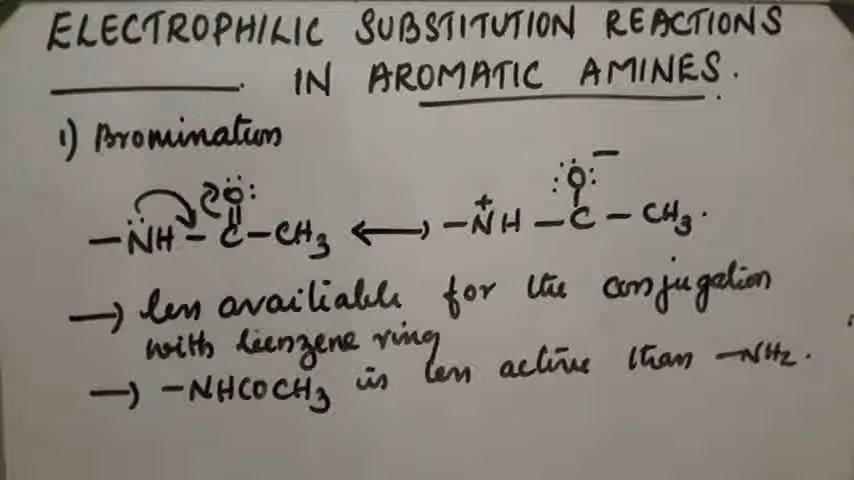 ELECTROPHILIC SUBSTITUTION REACTIONS
IN AROMATIC AMINES.
1) Bromination
–N̈H – C(=Ö:) – CH3 ⟷ –N⁺H – C(–Ö:⁻) – CH3.
→ less availiable for the conjugation
with benzene ring
→ –NHCOCH3 is less active than –NH2.